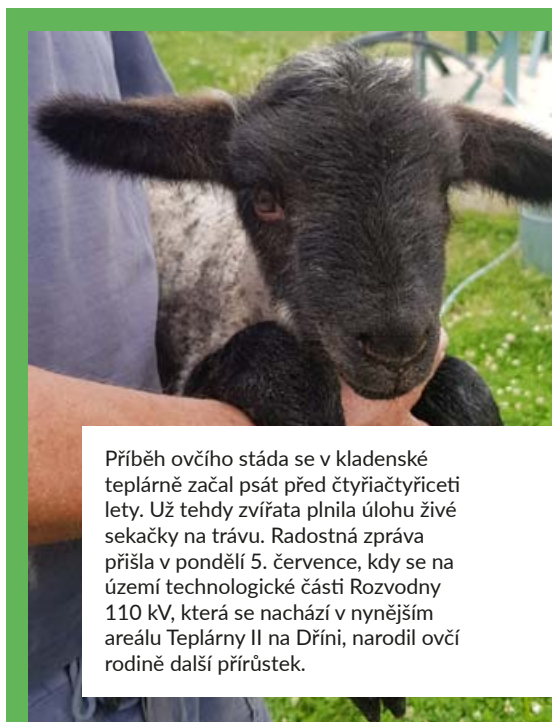 Příběh ovčího stáda se v kladenské
teplárně začal psát před čtyřiačtyřiceti
lety. Už tehdy zvířata plnila úlohu živé
sekačky na trávu. Radostná zpráva
přišla v pondělí 5. července, kdy se na
území technologické části Rozvodny
110 kV, která se nachází v nynějším
areálu Teplárny II na Dříni, narodil ovčí
rodině další přírůstek.